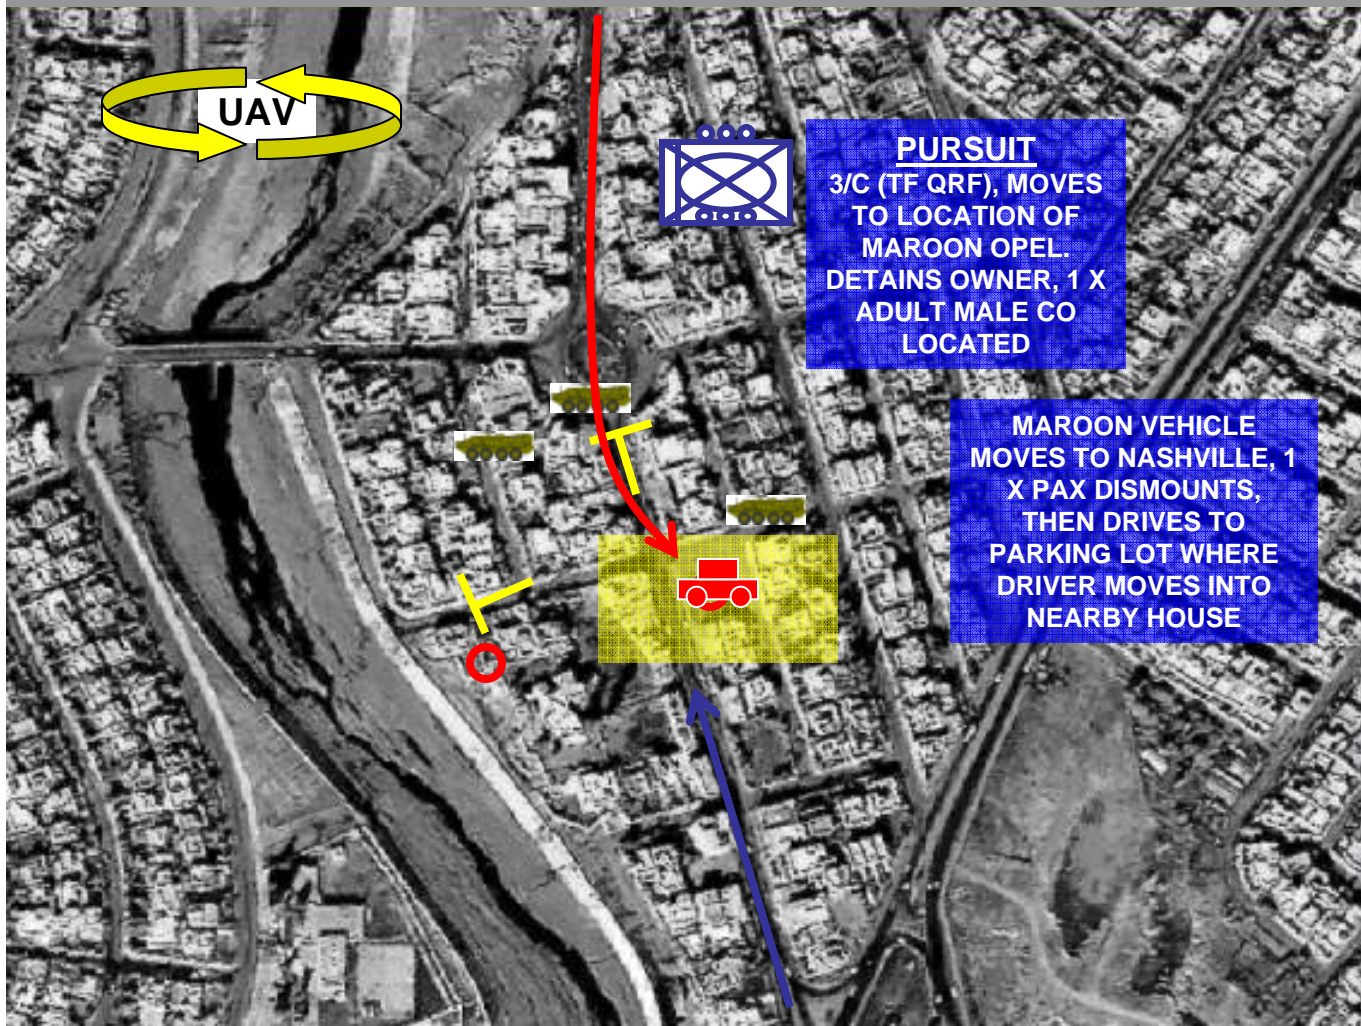 UAV
PURSUIT
3/C (TF QRF), MOVES
TO LOCATION OF
MAROON OPEL.
DETAINS OWNER, 1 X
ADULT MALE CO
LOCATED
MAROON VEHICLE
MOVES TO NASHVILLE, 1
X PAX DISMOUNTS,
THEN DRIVES TO
PARKING LOT WHERE
DRIVER MOVES INTO
NEARBY HOUSE